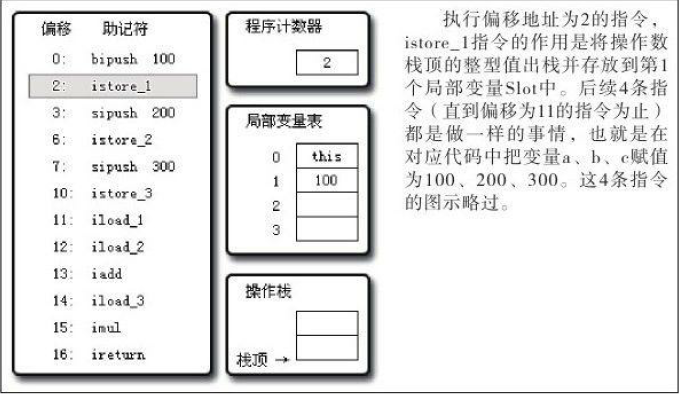 偏移 助记符
0: bipush 100
2: istore_1
3: sipush 200
6: istore_2
7: sipush 300
10: istore_3
11: iload_1
12: iload_2
13: iadd
14: iload_3
15: imul
16: ireturn
程序计数器
2
局部变量表
0 this
1 100
2
3
操作栈
栈顶 →
执行偏移地址为2的指令，
istore_1指令的作用是将操作数
栈顶的整型值出栈并存放到第1
个局部变量Slot中。后续4条指
令（直到偏移为11的指令为止）
都是做一样的事情，也就是在
对应代码中把变量a、b、c赋值
为100、200、300。这4条指令
的图示略过。